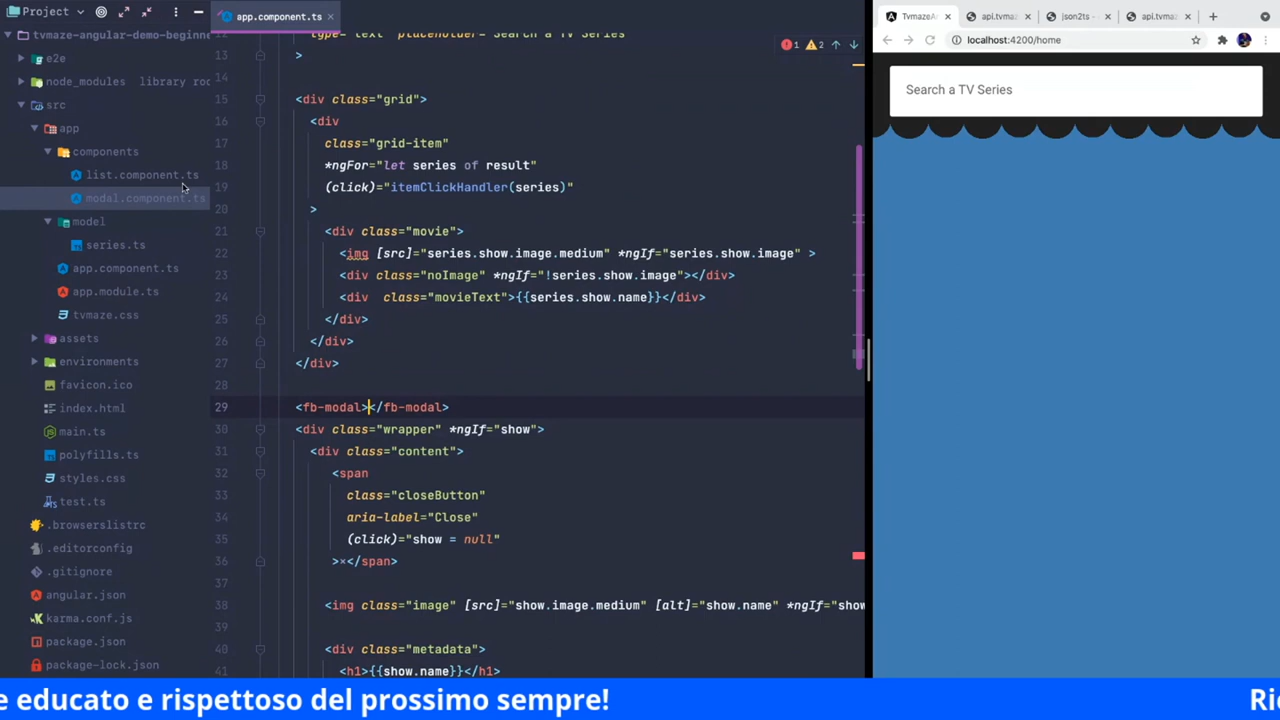 Project
app.component.ts
tvmaze-angular-demo-beginne
e2e
node_modules library roo
src
app
components
list.component.ts
modal.component.ts
model
series.ts
app.component.ts
app.module.ts
tvmaze.css
assets
environments
favicon.ico
index.html
main.ts
polyfills.ts
styles.css
test.ts
.browserslistrc
.editorconfig
.gitignore
angular.json
karma.conf.js
package.json
package-lock.json
1 2
12 type="text" placeholder="Search a TV Series"
13 >
14
15 <div class="grid">
16 <div
17 class="grid-item"
18 *ngFor="let series of result"
19 (click)="itemClickHandler(series)"
20 >
21 <div class="movie">
22 <img [src]="series.show.image.medium" *ngIf="series.show.image" >
23 <div class="noImage" *ngIf="!series.show.image"></div>
24 <div  class="movieText">{{series.show.name}}</div>
25 </div>
26 </div>
27 </div>
28
29 <fb-modal></fb-modal>
30 <div class="wrapper" *ngIf="show">
31 <div class="content">
32 <span
33 class="closeButton"
34 aria-label="Close"
35 (click)="show = null"
36 >×</span>
37
38 <img class="image" [src]="show.image.medium" [alt]="show.name" *ngIf="show
39
40 <div class="metadata">
41 <h1>{{show.name}}</h1>
TvmazeA
api.tvmaz
json2ts -
api.tvmaz
localhost:4200/home
Search a TV Series
e educato e rispettoso del prossimo sempre! Ri